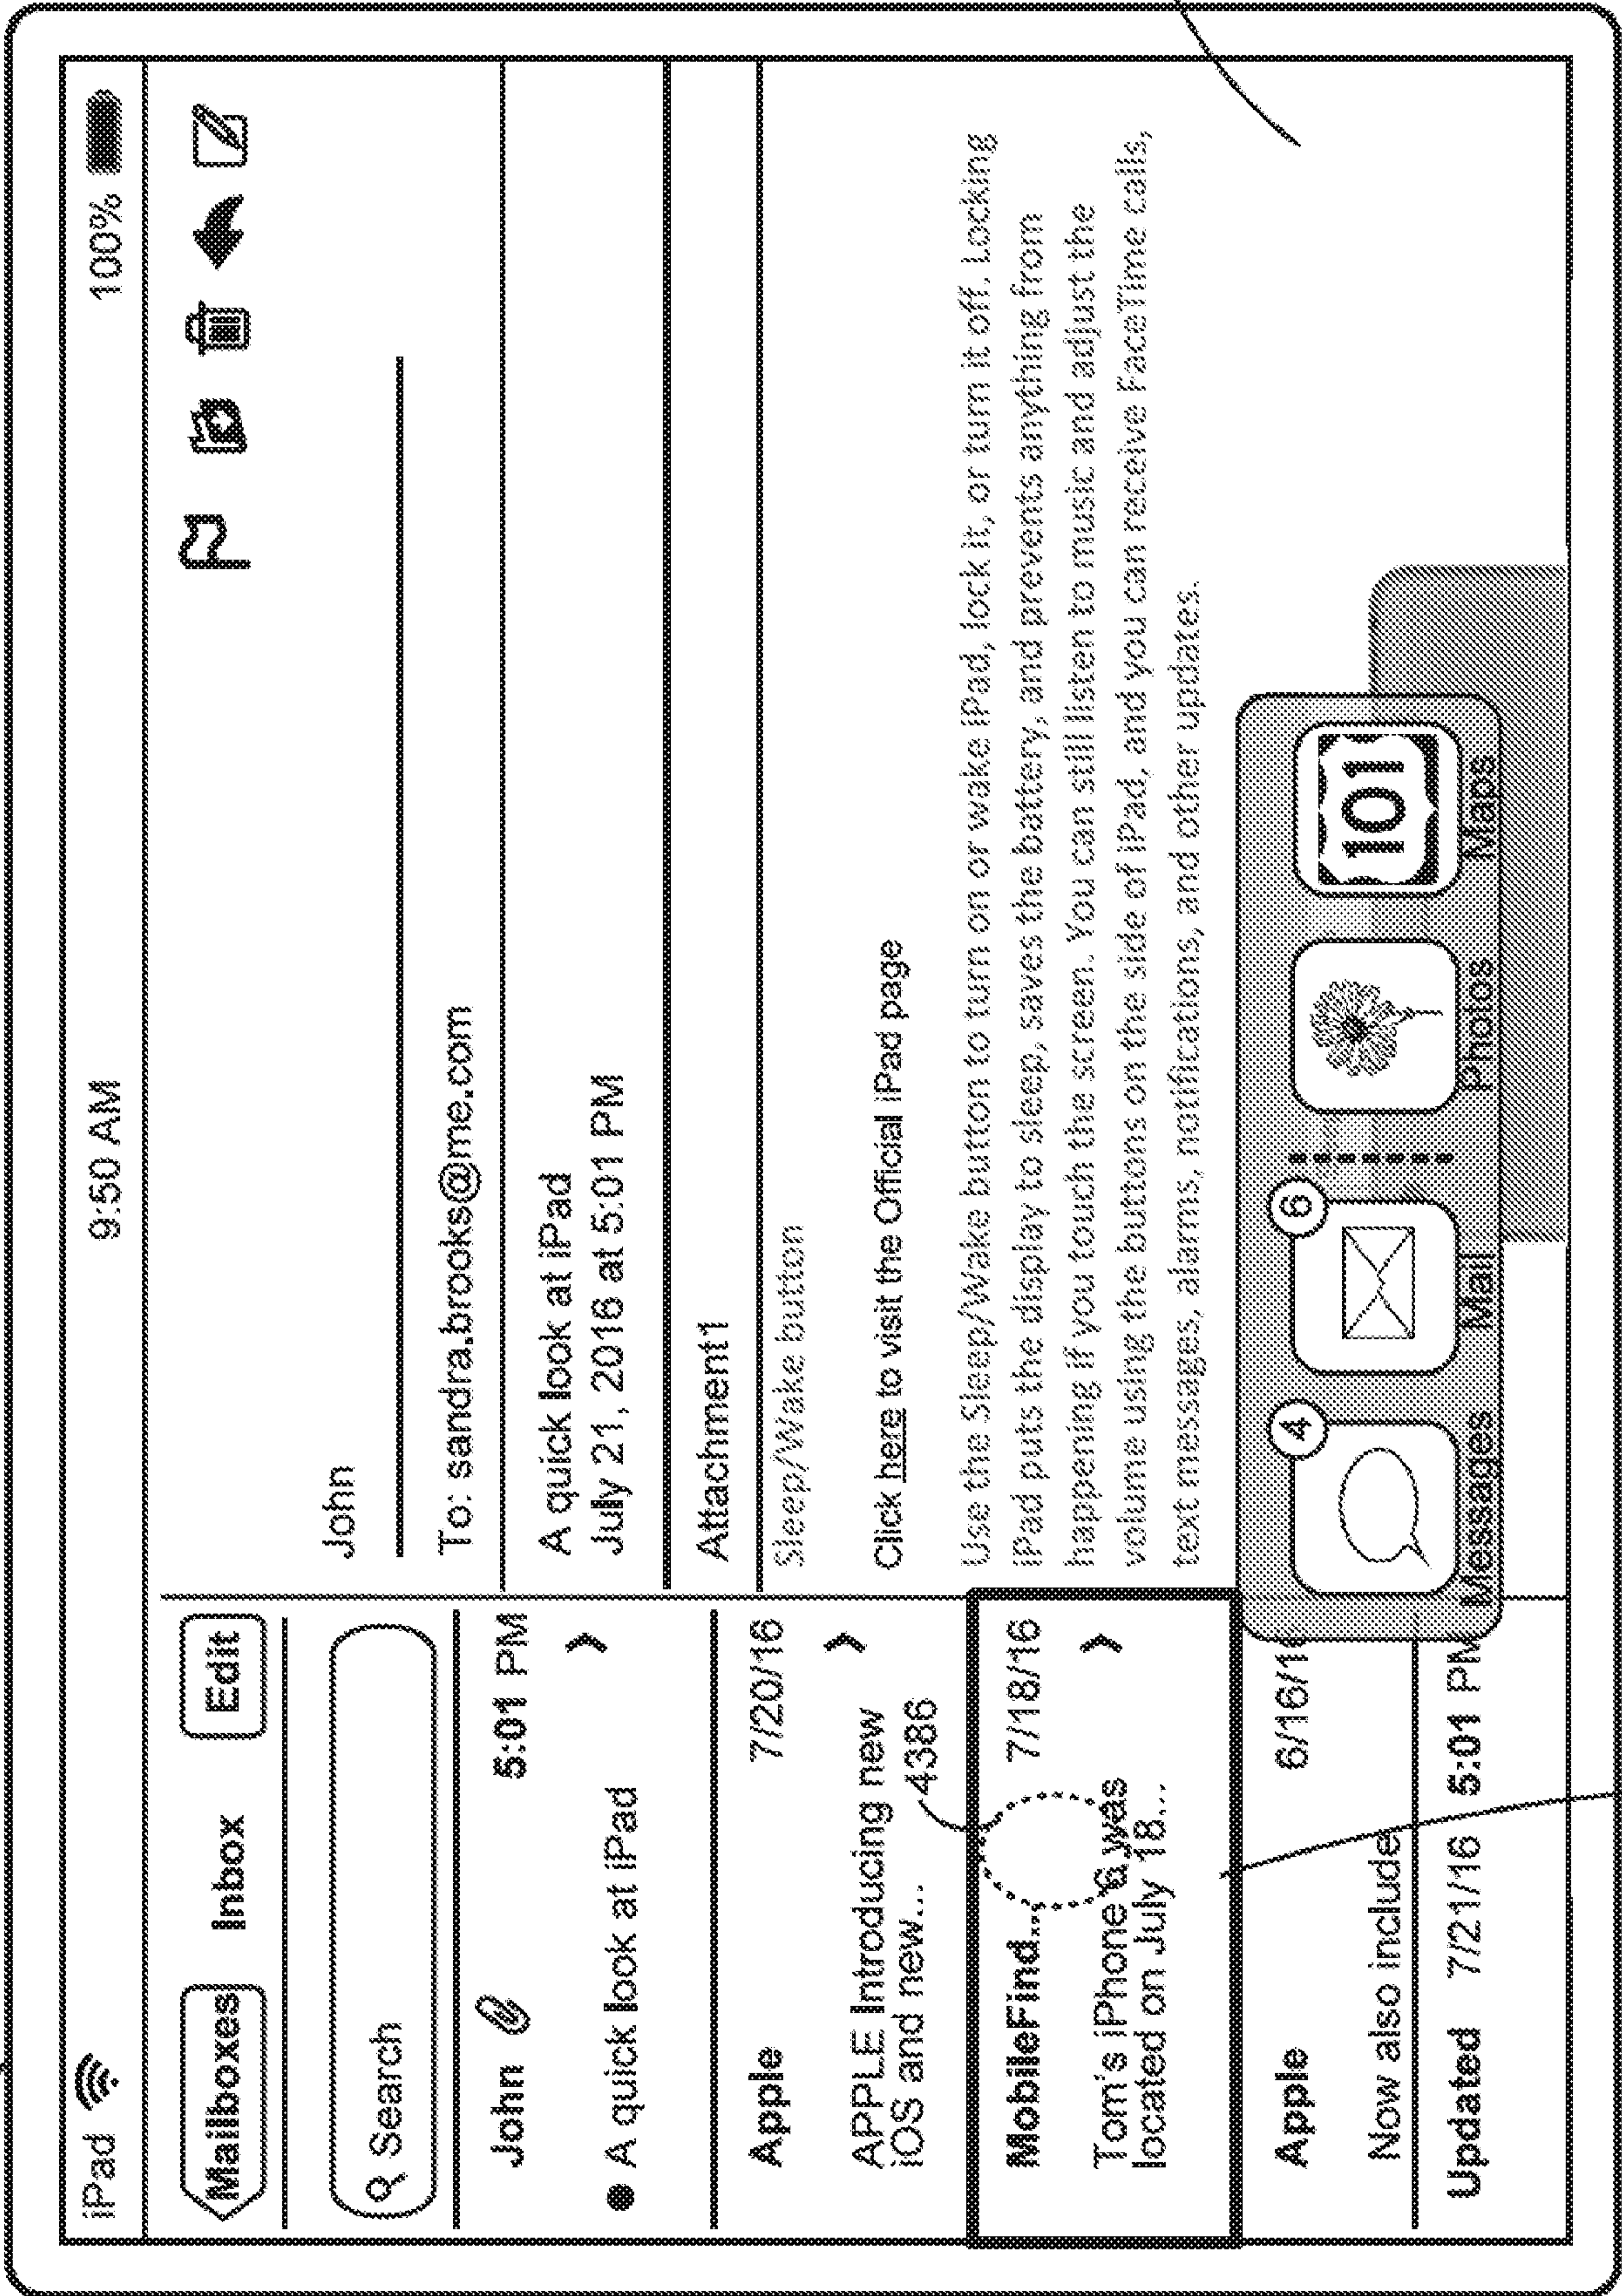 iPad 9:50 AM 100%
Mailboxes Inbox Edit
Search
John 5:01 PM
A quick look at iPad
Apple 7/20/16
APPLE Introducing new
iOS and new...
4386
MobileFind... 7/18/16
Tom's iPhone 6 was
located on July 18...
Apple 6/16/1
Now also include
Updated 7/21/16 5:01 PM
John
To: sandra.brooks@me.com
A quick look at iPad
July 21, 2016 at 5:01 PM
Attachment1
Sleep/Wake button
Click here to visit the Official iPad page
Use the Sleep/Wake button to turn on or wake iPad, lock it, or turn it off. Locking
iPad puts the display to sleep, saves the battery, and prevents anything from
happening if you touch the screen. You can still listen to music and adjust the
volume using the buttons on the side of iPad, and you can receive FaceTime calls,
text messages, alarms, notifications, and other updates.
4 6 101
Messages Mail Photos Maps